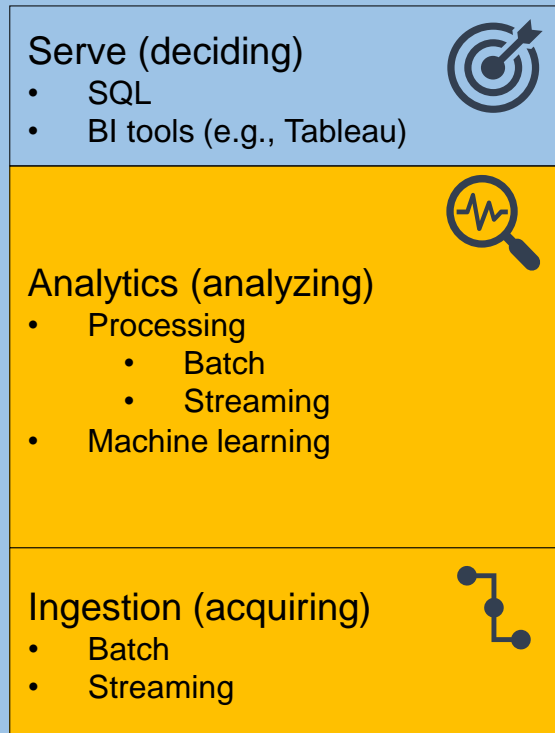 Serve (deciding)
• SQL
• BI tools (e.g., Tableau)
Analytics (analyzing)
• Processing
• Batch
• Streaming
• Machine learning
Ingestion (acquiring)
• Batch
• Streaming